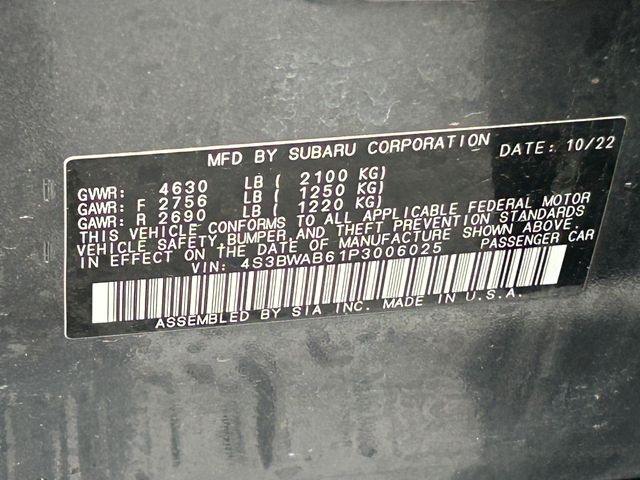 MFD BY SUBARU CORPORATION DATE: 10/22
GVWR: 4630 LB ( 2100 KG)
GAWR: F 2756 LB ( 1250 KG)
GAWR: R 2690 LB ( 1220 KG)
THIS VEHICLE CONFORMS TO ALL APPLICABLE FEDERAL MOTOR
VEHICLE SAFETY,BUMPER,AND THEFT PREVENTION STANDARDS
IN EFFECT ON THE DATE OF MANUFACTURE SHOWN ABOVE.
VIN: 4S3BWAB61P3006025 PASSENGER CAR
ASSEMBLED BY SIA INC. MADE IN U.S.A.